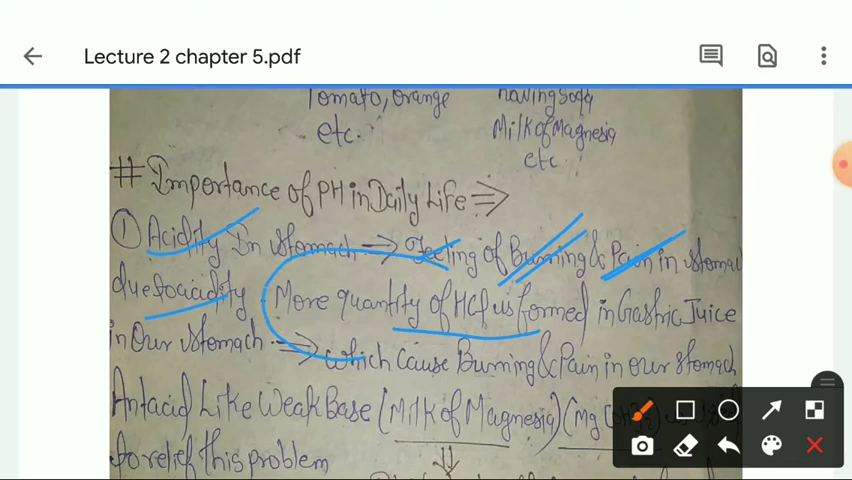 Lecture 2 chapter 5.pdf
Tomato, Orange having Soda
etc. Milk of Magnesia
etc.
# Importance of PH in Daily Life ⇒
① Acidity In stomach → Feeling of Burning & Pain in stomac
due to acidity More quantity of HCl is formed in Gastric Juice
in Our stomach → which cause Burning & Pain in our stomach
Antacid Like Weak Base (Milk of Magnesia) (Mg
to relief this problem